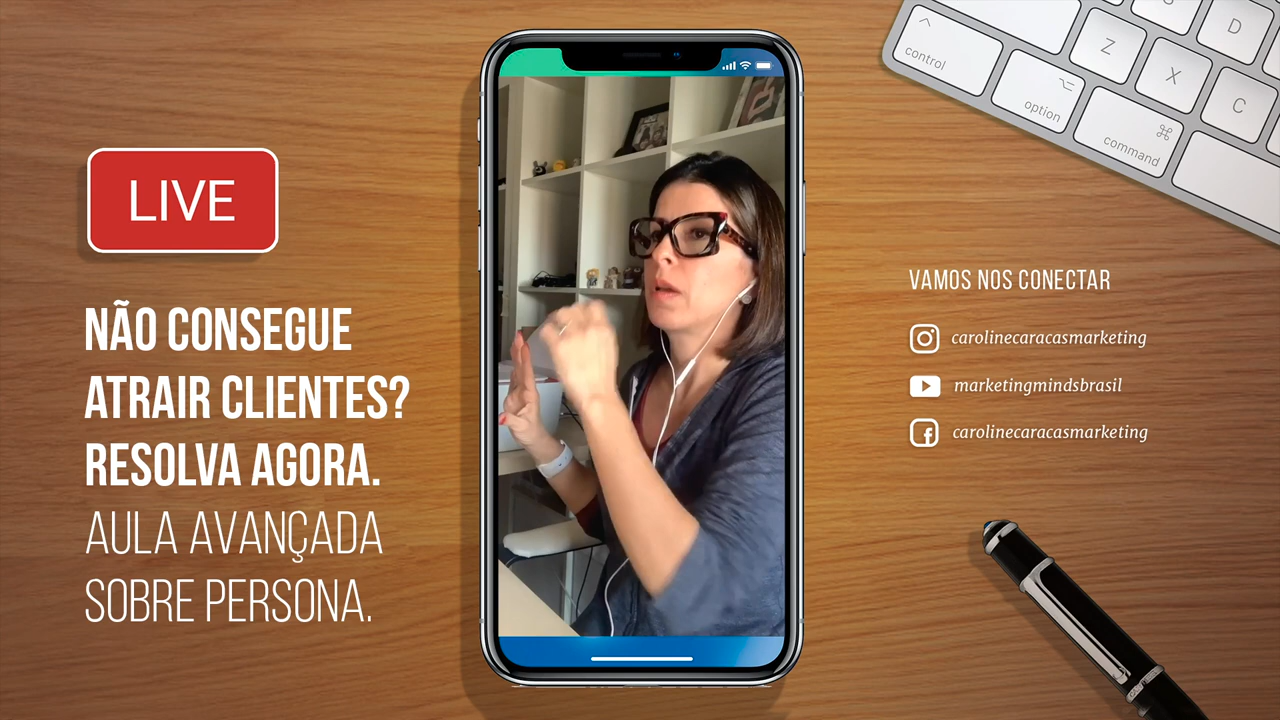 LIVE
NÃO CONSEGUE
ATRAIR CLIENTES?
RESOLVA AGORA.
AULA AVANÇADA
SOBRE PERSONA.
VAMOS NOS CONECTAR
carolinecaracasmarketing
marketingmindsbrasil
carolinecaracasmarketing
S
D
Z
X
C
control
option
command